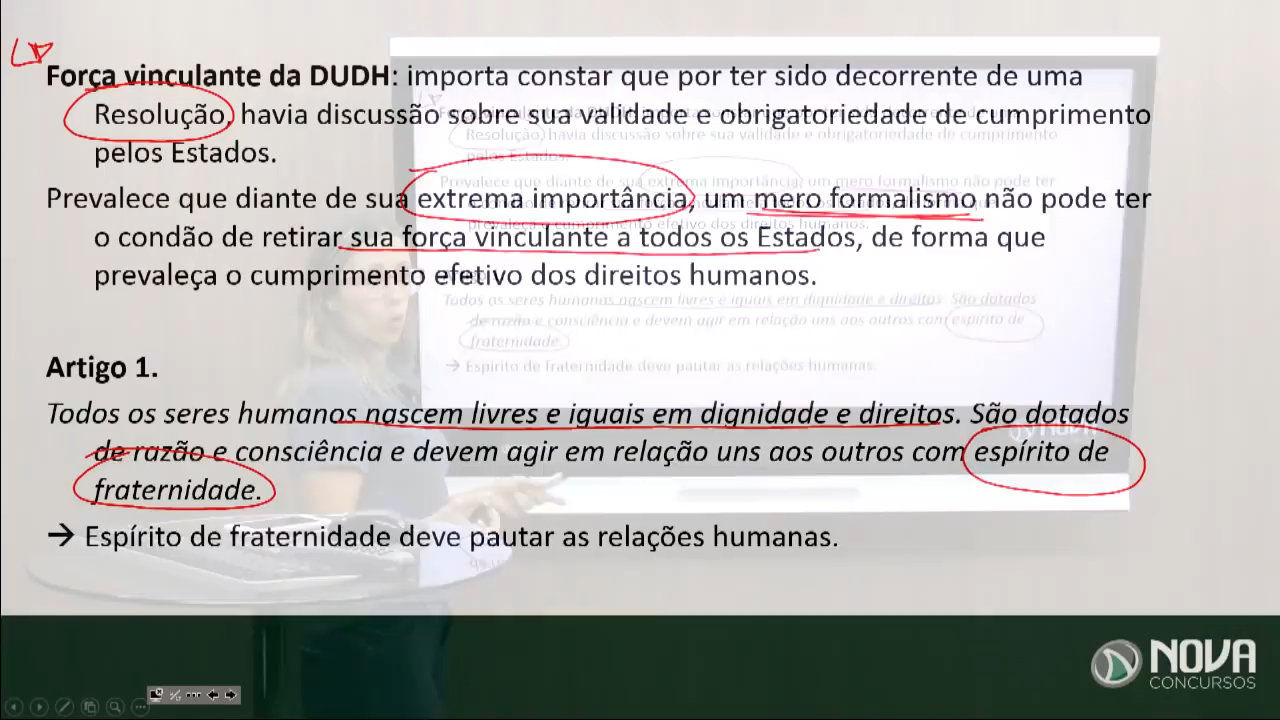 Força vinculante da DUDH: importa constar que por ter sido decorrente de uma
Resolução, havia discussão sobre sua validade e obrigatoriedade de cumprimento
pelos Estados.
Prevalece que diante de sua extrema importância, um mero formalismo não pode ter
o condão de retirar sua força vinculante a todos os Estados, de forma que
prevaleça o cumprimento efetivo dos direitos humanos.
Artigo 1.
Todos os seres humanos nascem livres e iguais em dignidade e direitos. São dotados
de razão e consciência e devem agir em relação uns aos outros com espírito de
fraternidade.
→ Espírito de fraternidade deve pautar as relações humanas.
NOVA
CONCURSOS